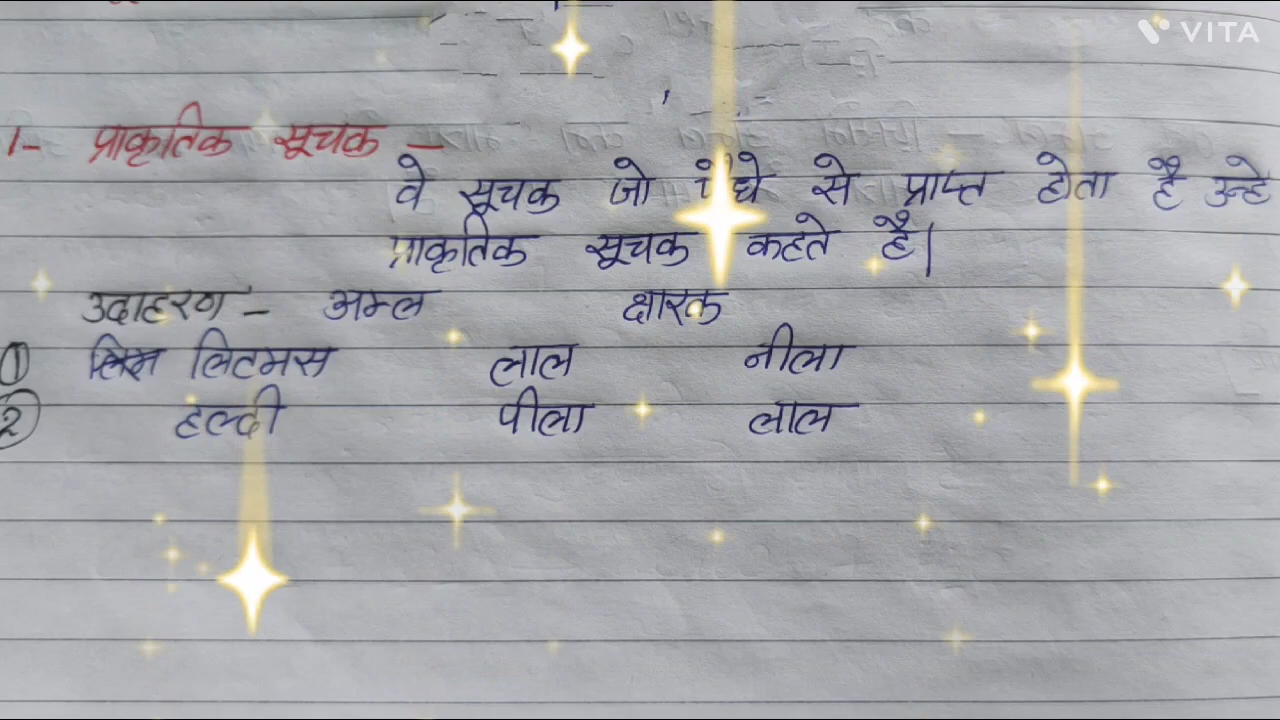 VITA
1- प्राकृतिक सूचक -
वे सूचक जो पौधे से प्राप्त होता है उन्हे
प्राकृतिक सूचक कहते है।
उदाहरण - अम्ल क्षारक
① लिटमस लाल नीला
② हल्दी पीला लाल